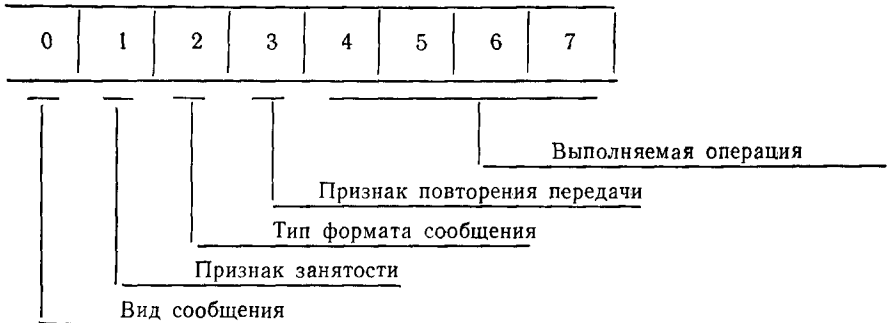 0 1 2 3 4 5 6 7
Выполняемая операция
Признак повторения передачи
Тип формата сообщения
Признак занятости
Вид сообщения